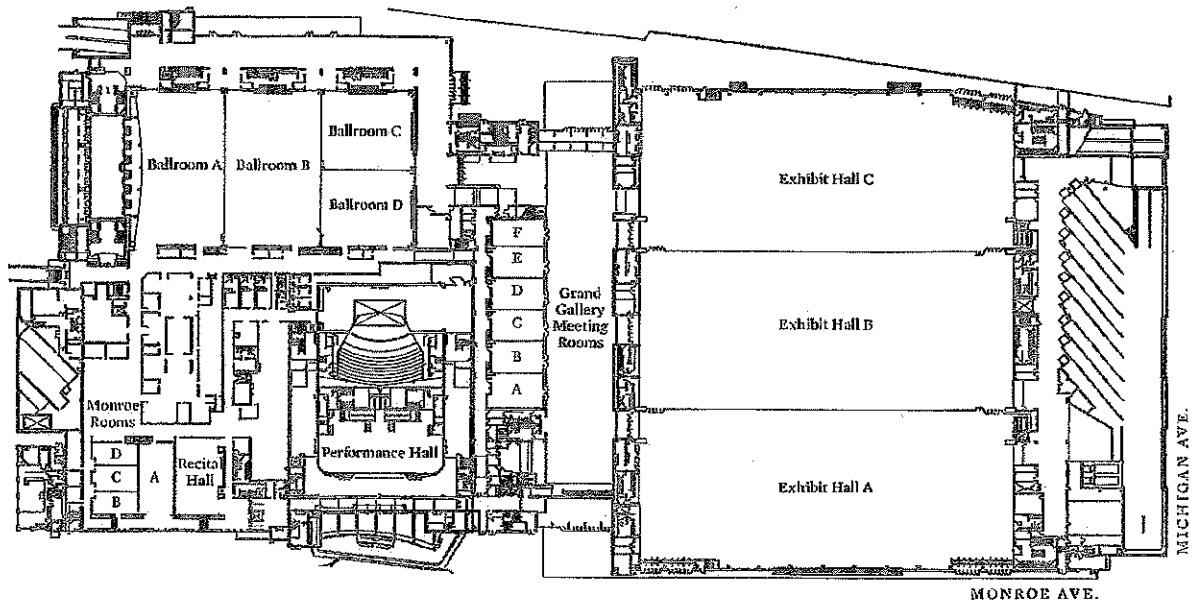 Ballroom A
Ballroom B
Ballroom C
Ballroom D
Exhibit Hall C
F
E
D
C
B
A
Grand
Gallery
Meeting
Rooms
Exhibit Hall B
Monroe
Rooms
D
C
B
A
Recital
Hall
Performance Hall
Exhibit Hall A
MICHIGAN AVE.
MONROE AVE.